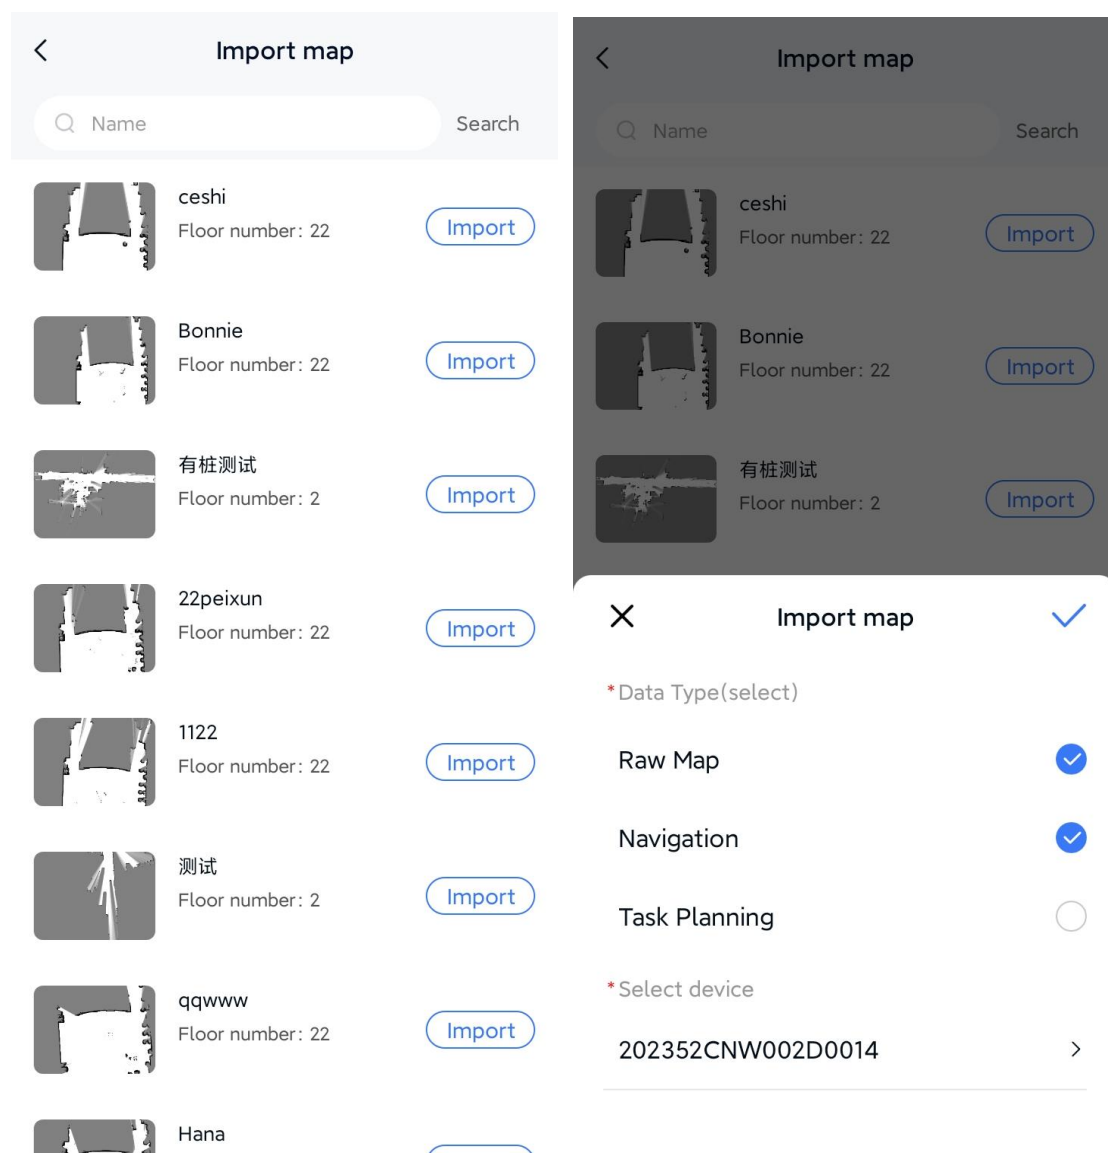 Import map
Name
Search
ceshi
Floor number: 22
Import
Bonnie
Floor number: 22
Import
有桩测试
Floor number: 2
Import
22peixun
Floor number: 22
Import
1122
Floor number: 22
Import
测试
Floor number: 2
Import
qqwww
Floor number: 22
Import
Hana
Import map
Name
Search
ceshi
Floor number: 22
Import
Bonnie
Floor number: 22
Import
有桩测试
Floor number: 2
Import
Import map
*Data Type(select)
Raw Map
Navigation
Task Planning
*Select device
202352CNW002D0014